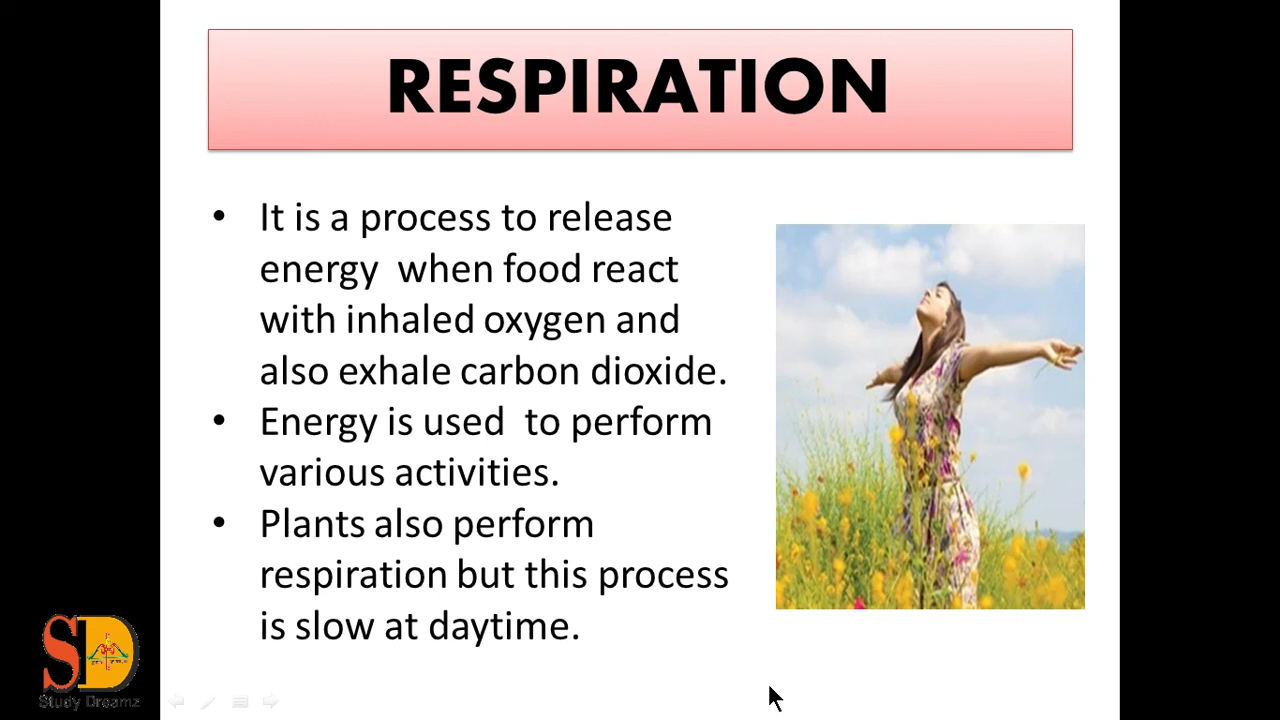 RESPIRATION
• It is a process to release
energy when food react
with inhaled oxygen and
also exhale carbon dioxide.
• Energy is used to perform
various activities.
• Plants also perform
respiration but this process
is slow at daytime.
SD
Study Dreamz